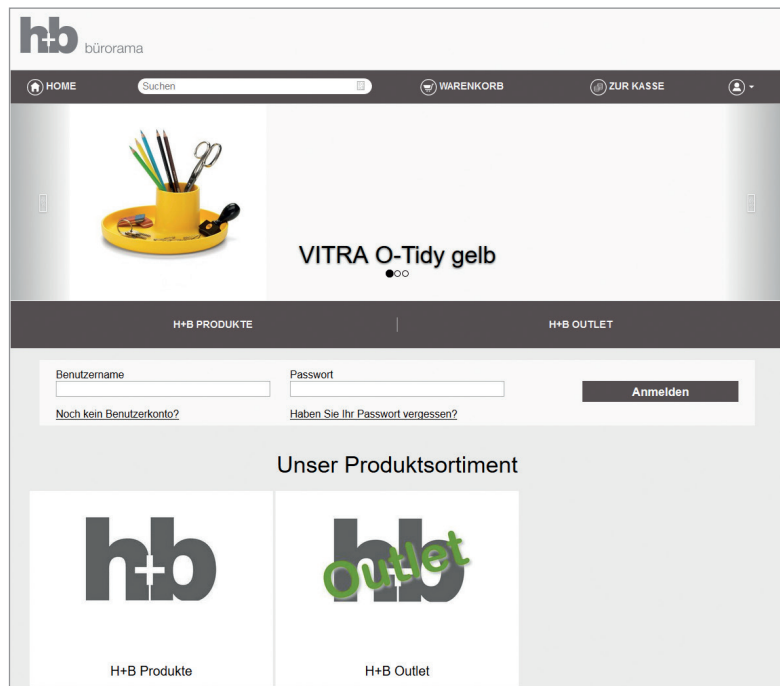 h+b bürorama
HOME Suchen WARENKORB ZUR KASSE
VITRA O-Tidy gelb
H+B PRODUKTE H+B OUTLET
Benutzername Passwort
Anmelden
Noch kein Benutzerkonto? Haben Sie Ihr Passwort vergessen?
Unser Produktsortiment
h+b h+b Outlet
H+B Produkte H+B Outlet